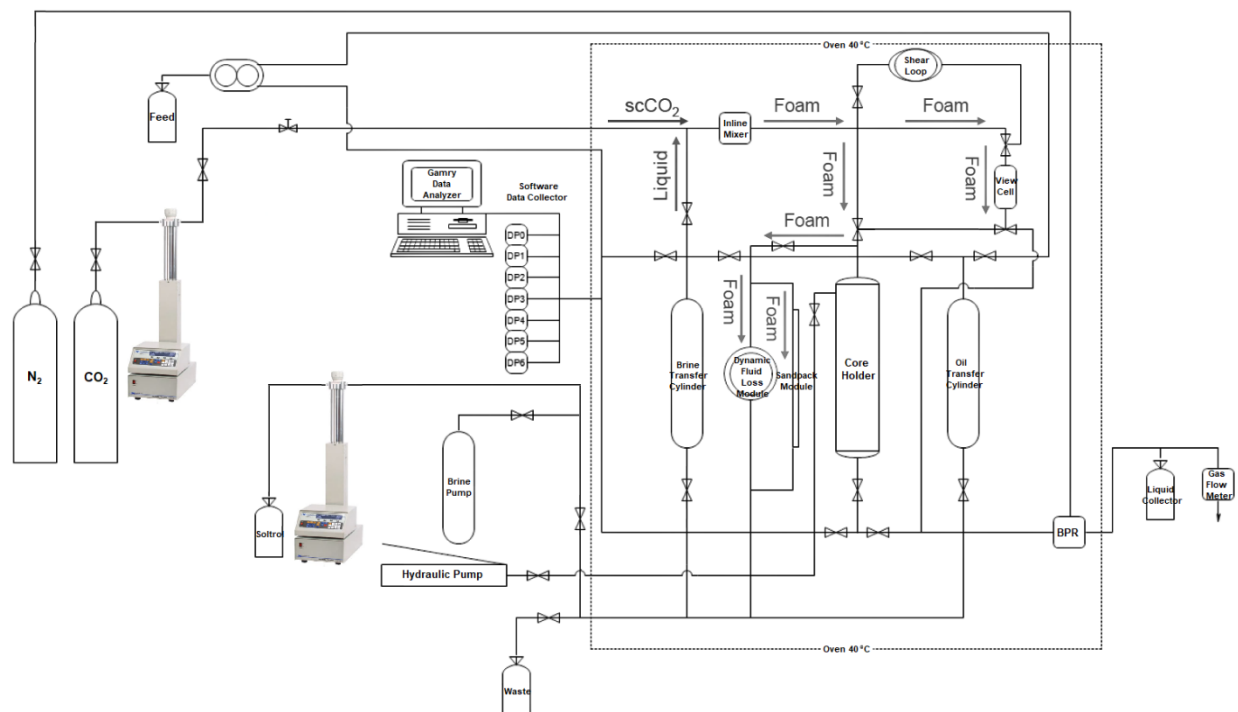 Oven 40 °C
Shear
Loop
Feed
scCO₂
Foam
Foam
Inline
Mixer
Liquid
Foam
Foam
View
Cell
Gamry
Data
Analyzer
Software
Data Collector
Foam
DP0
DP1
DP2
DP3
DP4
DP5
DP6
Foam
Foam
N₂
CO₂
Brine
Transfer
Cylinder
Dynamic
Fluid
Loss
Module
Sandpack
Module
Core
Holder
Oil
Transfer
Cylinder
Brine
Pump
Soltrol
Liquid
Collector
Gas
Flow
Meter
BPR
Hydraulic Pump
Oven 40 °C
Waste